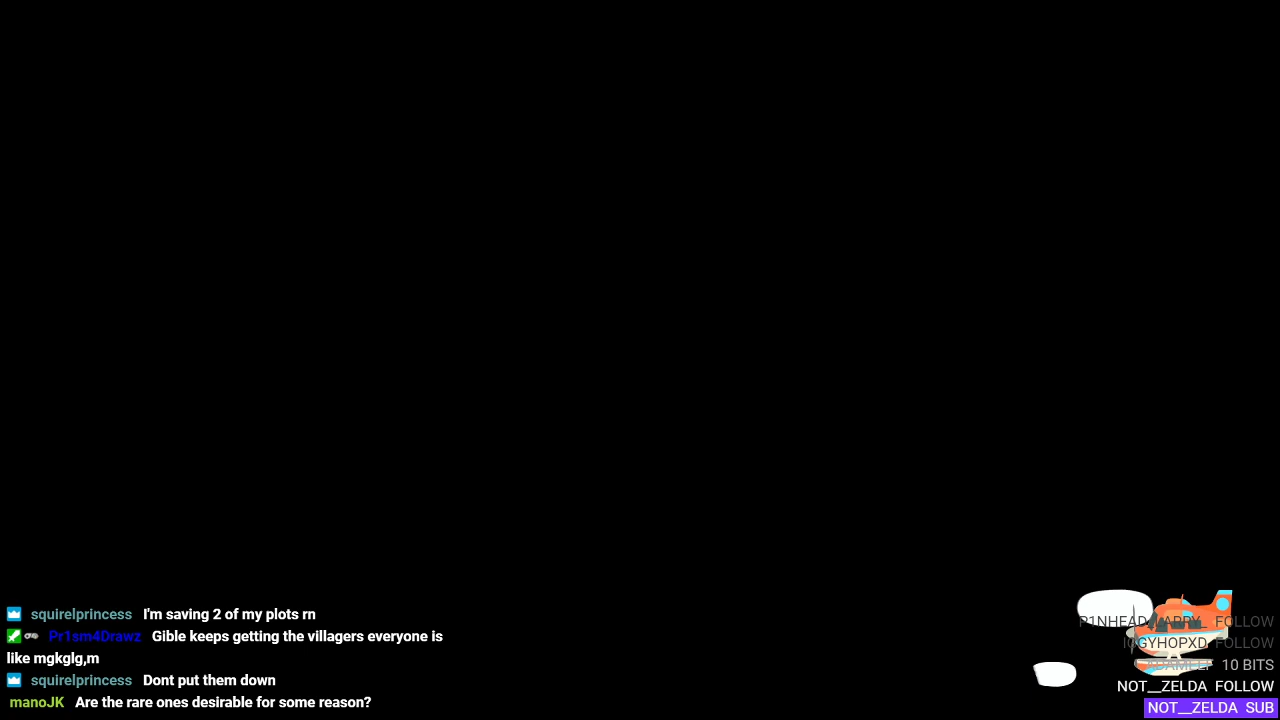 squirelprincess I'm saving 2 of my plots rn
Pr1sm4Drawz Gible keeps getting the villagers everyone is
like mgkglg,m
squirelprincess Dont put them down
manoJK Are the rare ones desirable for some reason?
P1NHEAD_LARRY_ FOLLOW
IGGYHOPXD FOLLOW
10 BITS
NOT__ZELDA FOLLOW
NOT__ZELDA SUB